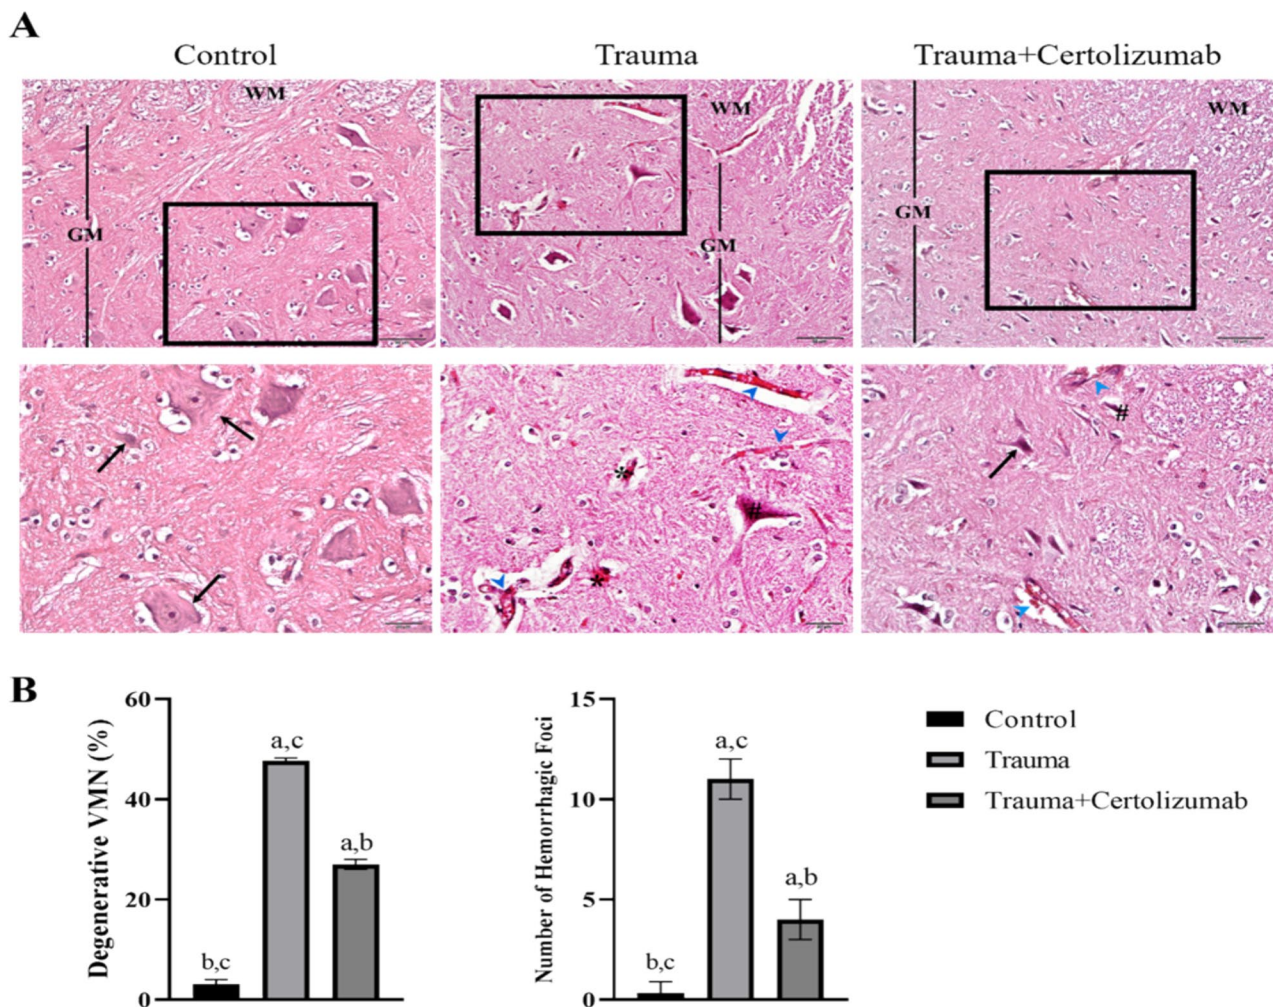 A
Control
Trauma
Trauma+Certolizumab
WM
GM
WM
GM
WM
GM
*
#
*
#
B
Degenerative VMN (%)
60
40
20
0
b,c
a,c
a,b
Number of Hemorrhagic Foci
15
10
5
0
b,c
a,c
a,b
Control
Trauma
Trauma+Certolizumab